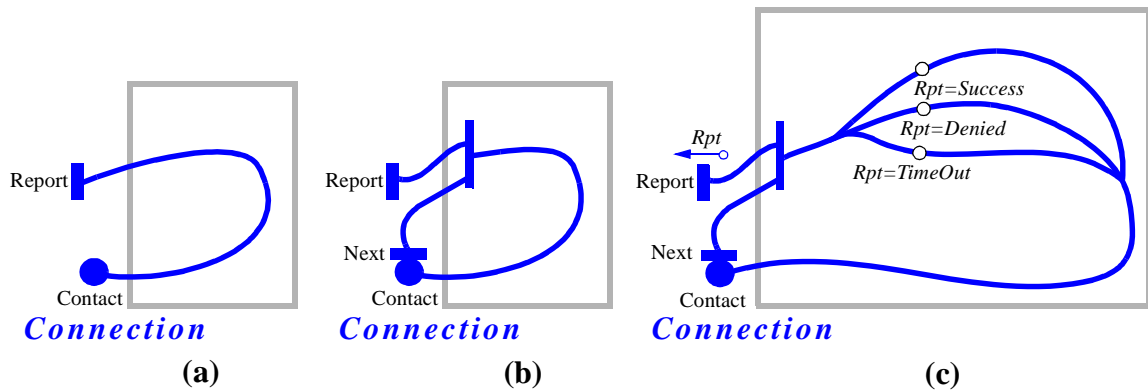 Report
Contact
Connection
(a)
Report
Next
Contact
Connection
(b)
Rpt=Success
Rpt=Denied
Rpt=TimeOut
Rpt
Report
Next
Contact
Connection
(c)